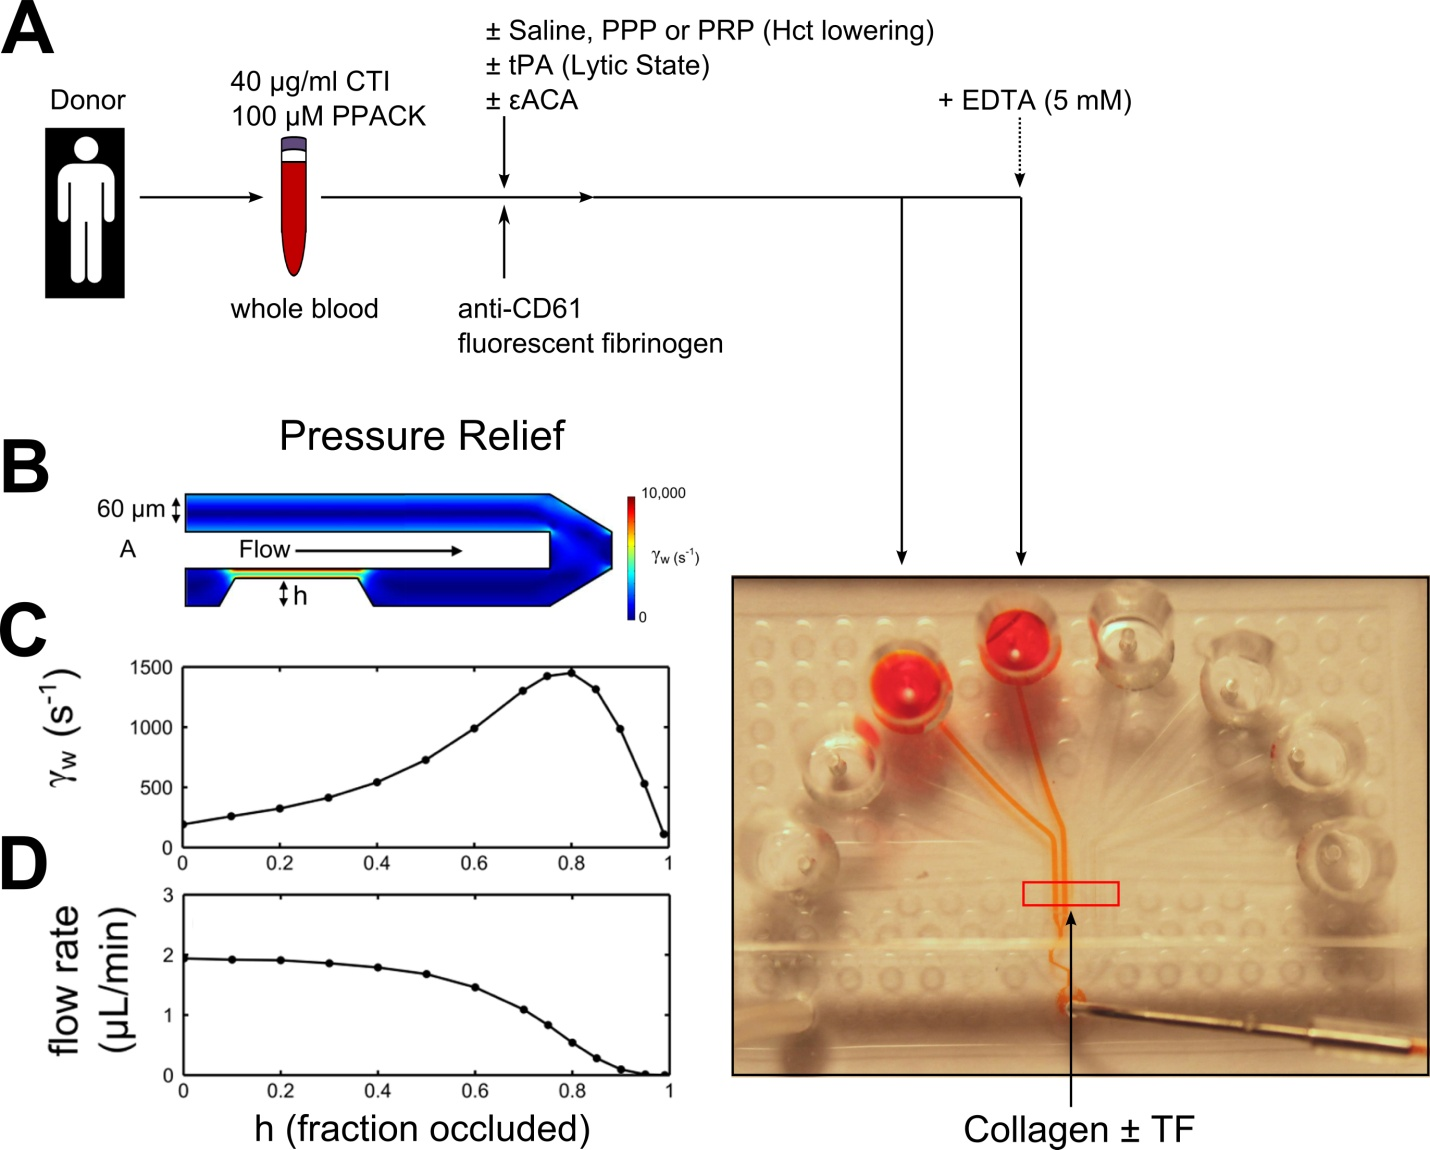 A
± Saline, PPP or PRP (Hct lowering)
± tPA (Lytic State)
± εACA
40 μg/ml CTI
100 μM PPACK
Donor
+ EDTA (5 mM)
whole blood
anti-CD61
fluorescent fibrinogen
Pressure Relief
B
60 μm
A
Flow
h
10,000
γw (s-1)
0
C
γw (s-1)
1500
1000
500
0
0 0.2 0.4 0.6 0.8 1
D
flow rate
(μL/min)
3
2
1
0
0 0.2 0.4 0.6 0.8 1
h (fraction occluded)
Collagen ± TF